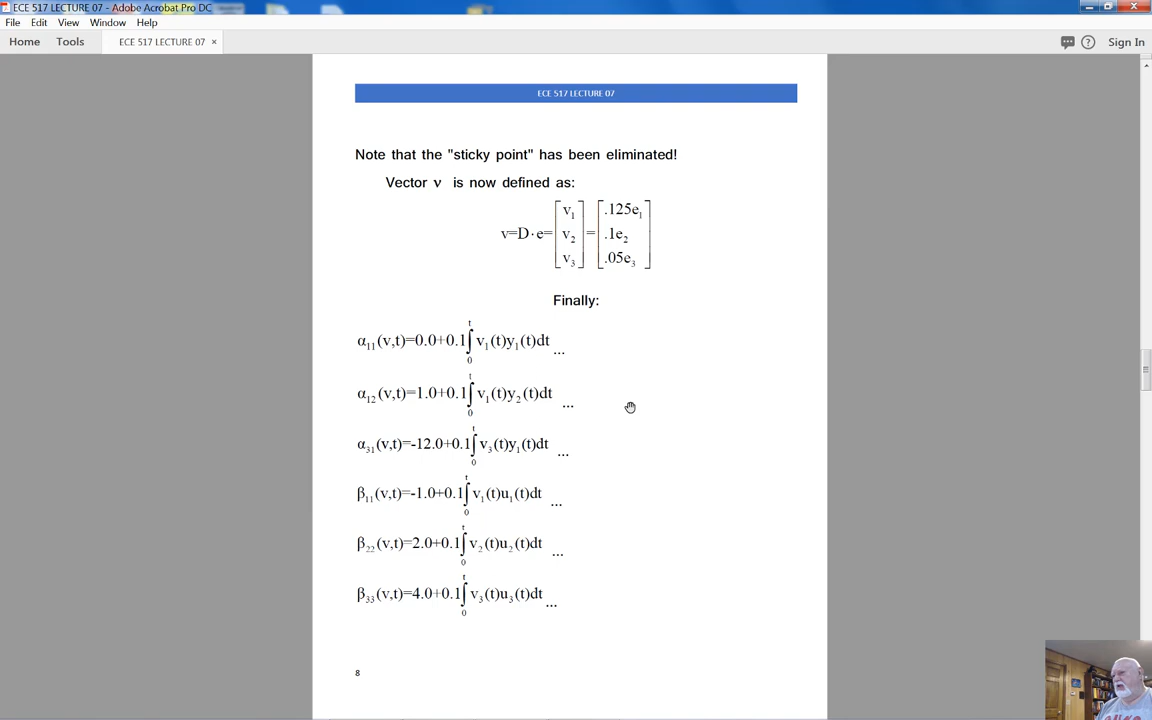 ECE 517 LECTURE 07 - Adobe Acrobat Pro DC
File Edit View Window Help
Home Tools ECE 517 LECTURE 07 × Sign In
ECE 517 LECTURE 07
Note that the "sticky point" has been eliminated!
Vector v is now defined as:
v=D·e=[v₁ v₂ v₃]=[.125e₁ .1e₂ .05e₃]
Finally:
α₁₁(v,t)=0.0+0.1∫₀ᵗ v₁(t)y₁(t)dt ...
α₁₂(v,t)=1.0+0.1∫₀ᵗ v₁(t)y₂(t)dt ...
α₃₁(v,t)=-12.0+0.1∫₀ᵗ v₃(t)y₁(t)dt ...
β₁₁(v,t)=-1.0+0.1∫₀ᵗ v₁(t)u₁(t)dt ...
β₂₂(v,t)=2.0+0.1∫₀ᵗ v₂(t)u₂(t)dt ...
β₃₃(v,t)=4.0+0.1∫₀ᵗ v₃(t)u₃(t)dt ...
8